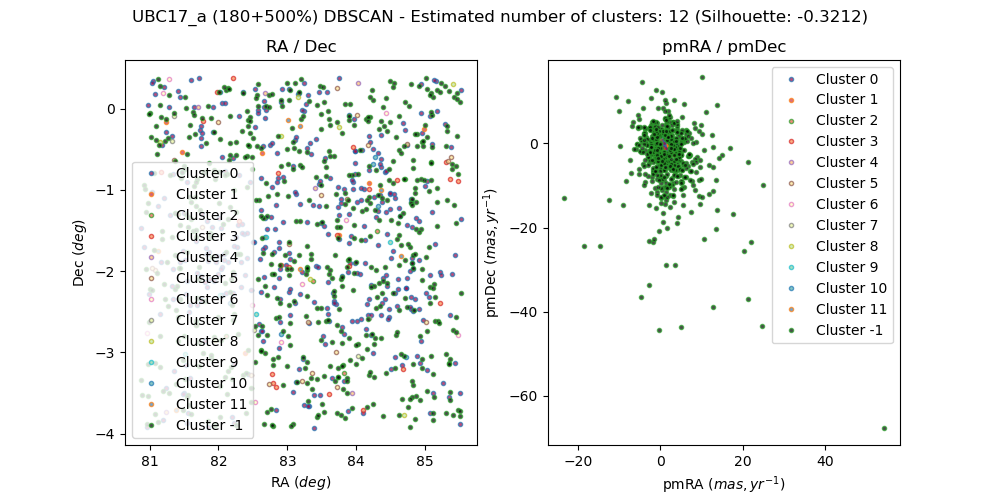 UBC17_a (180+500%) DBSCAN - Estimated number of clusters: 12 (Silhouette: -0.3212)
RA / Dec
0
−1
−2
−3
−4
Dec (deg)
Cluster 0
Cluster 1
Cluster 2
Cluster 3
Cluster 4
Cluster 5
Cluster 6
Cluster 7
Cluster 8
Cluster 9
Cluster 10
Cluster 11
Cluster -1
81 82 83 84 85
RA (deg)
pmRA / pmDec
0
−20
−40
−60
pmDec (mas, yr⁻¹)
Cluster 0
Cluster 1
Cluster 2
Cluster 3
Cluster 4
Cluster 5
Cluster 6
Cluster 7
Cluster 8
Cluster 9
Cluster 10
Cluster 11
Cluster -1
−20 0 20 40
pmRA (mas, yr⁻¹)